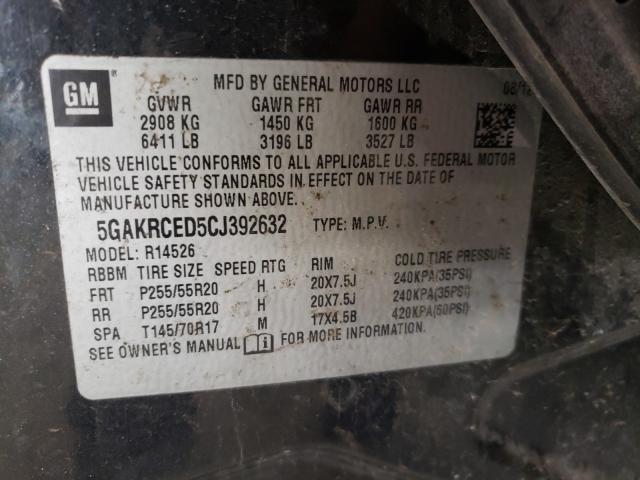 GM
MFD BY GENERAL MOTORS LLC
GVWR GAWR FRT GAWR RR
2908 KG 1450 KG 1600 KG
6411 LB 3196 LB 3527 LB
THIS VEHICLE CONFORMS TO ALL APPLICABLE U.S. FEDERAL MOTOR
VEHICLE SAFETY STANDARDS IN EFFECT ON THE DATE OF
MANUFACTURE SHOWN ABOVE.
5GAKRCED5CJ392632 TYPE: M.P.V.
MODEL: R14526
RBBM TIRE SIZE SPEED RTG RIM COLD TIRE PRESSURE
FRT P255/55R20 H 20X7.5J 240KPA(35PSI)
RR P255/55R20 H 20X7.5J 240KPA(35PSI)
SPA T145/70R17 M 17X4.5B 420KPA(60PSI)
SEE OWNER'S MANUAL FOR MORE INFORMATION.